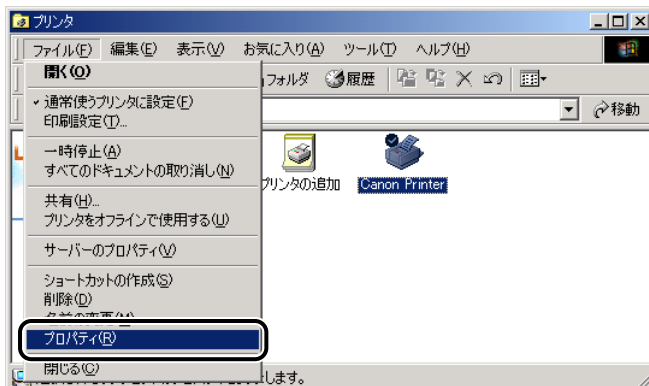 プリンタ
ファイル(F) 編集(E) 表示(V) お気に入り(A) ツール(T) ヘルプ(H)
開く(O)
フォルダ 履歴
通常使うプリンタに設定(F)
移動
印刷設定(T)...
一時停止(A)
すべてのドキュメントの取り消し(N)
プリンタの追加 Canon Printer
共有(H)...
プリンタをオフラインで使用する(U)
サーバーのプロパティ(V)
ショートカットの作成(S)
削除(D)
プロパティ(R)
閉じる(C)
します。